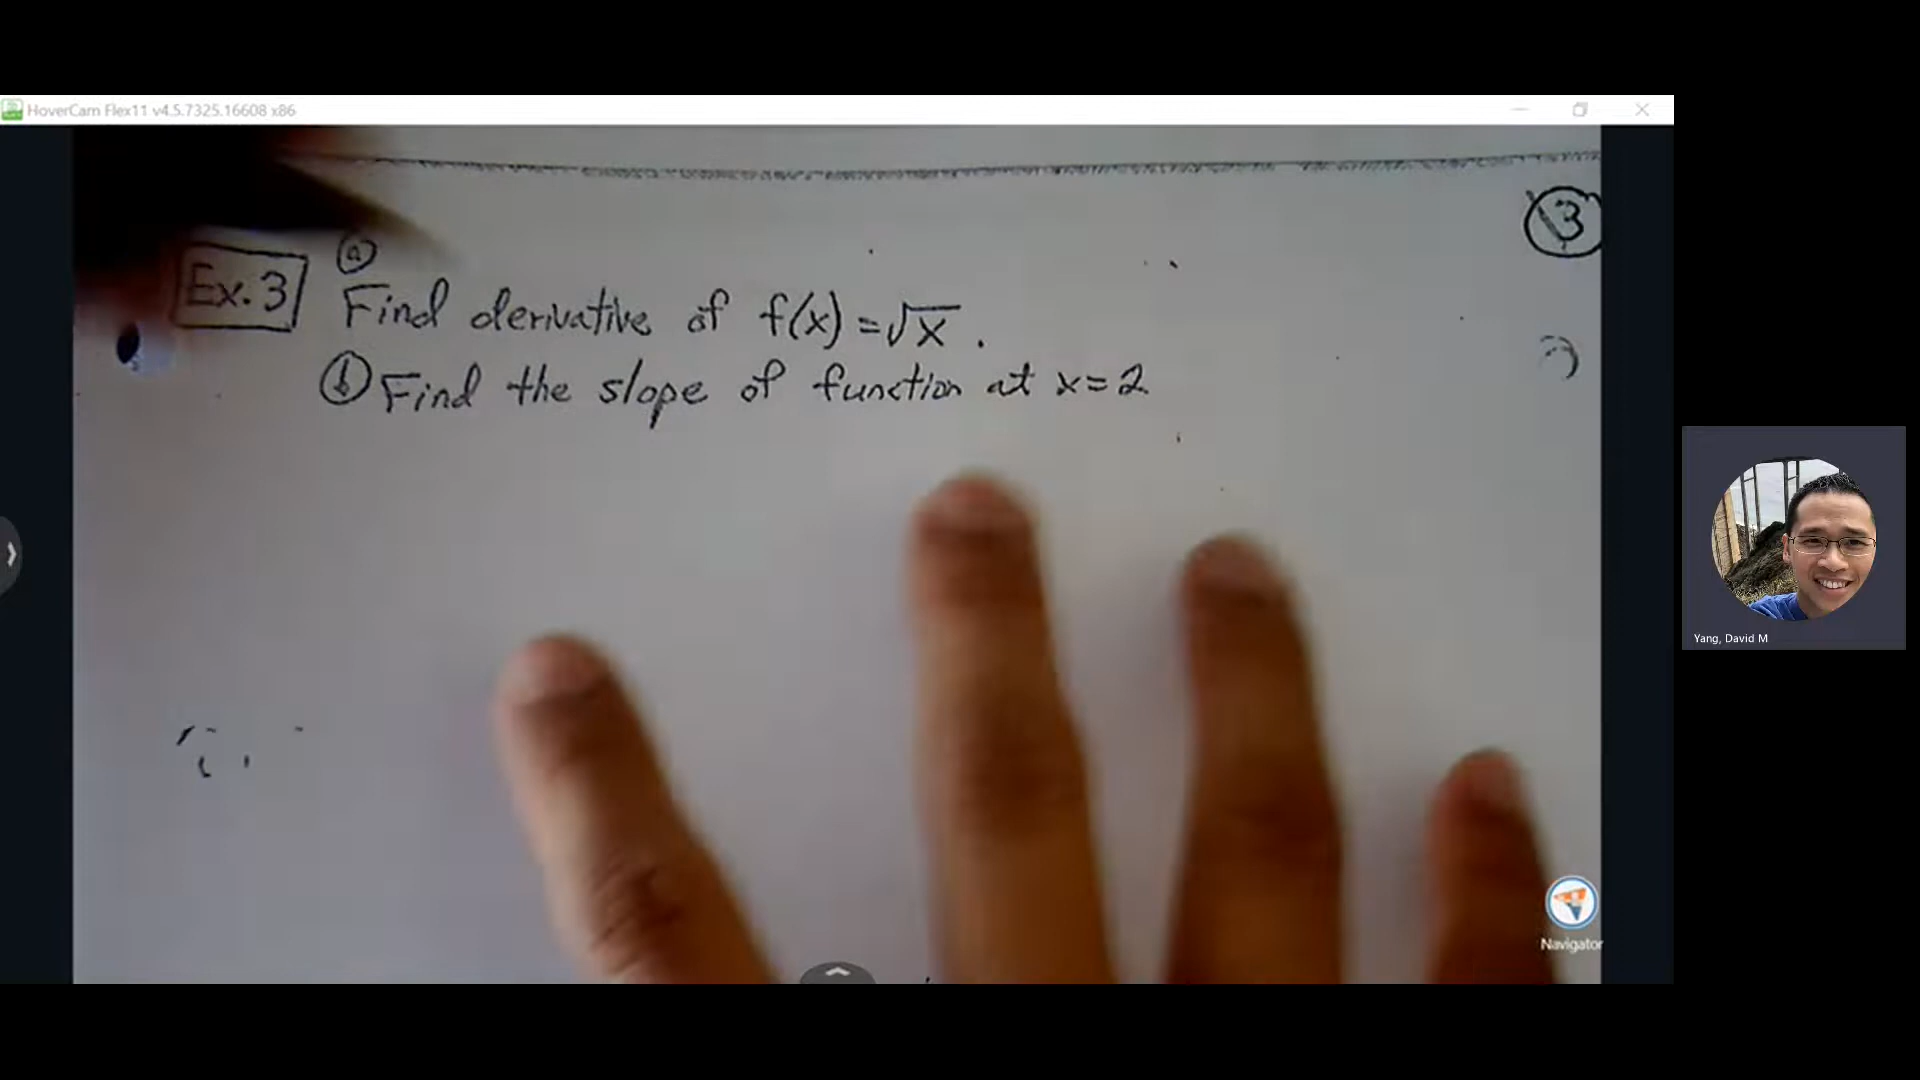 HoverCam Flex11 v4.5.7325.16608 x86
3
Ex. 3
a
Find derivative of f(x) = √x .
b Find the slope of function at x = 2
Yang, David M
Navigator